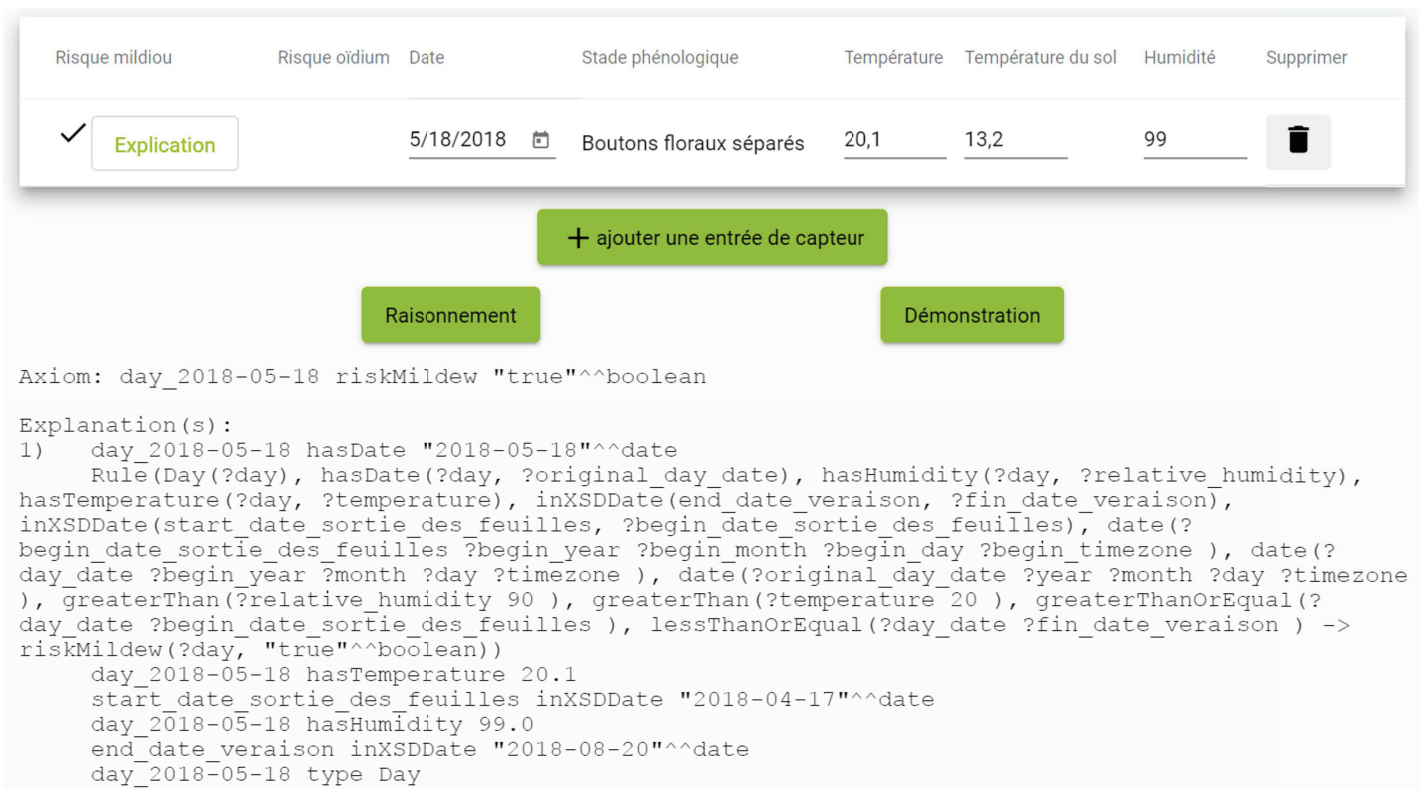 Risque mildiou Risque oïdium Date Stade phénologique Température Température du sol Humidité Supprimer
Explication 5/18/2018 Boutons floraux séparés 20,1 13,2 99
+ ajouter une entrée de capteur
Raisonnement Démonstration
Axiom: day_2018-05-18 riskMildew "true"^^boolean
Explanation(s):
1) day_2018-05-18 hasDate "2018-05-18"^^date
Rule(Day(?day), hasDate(?day, ?original_day_date), hasHumidity(?day, ?relative_humidity),
hasTemperature(?day, ?temperature), inXSDDate(end_date_veraison, ?fin_date_veraison),
inXSDDate(start_date_sortie_des_feuilles, ?begin_date_sortie_des_feuilles), date(?
begin_date_sortie_des_feuilles ?begin_year ?begin_month ?begin_day ?begin_timezone ), date(?
day_date ?begin_year ?month ?day ?timezone ), date(?original_day_date ?year ?month ?day ?timezone
), greaterThan(?relative_humidity 90 ), greaterThan(?temperature 20 ), greaterThanOrEqual(?
day_date ?begin_date_sortie_des_feuilles ), lessThanOrEqual(?day_date ?fin_date_veraison ) ->
riskMildew(?day, "true"^^boolean))
day_2018-05-18 hasTemperature 20.1
start_date_sortie_des_feuilles inXSDDate "2018-04-17"^^date
day_2018-05-18 hasHumidity 99.0
end_date_veraison inXSDDate "2018-08-20"^^date
day_2018-05-18 type Day